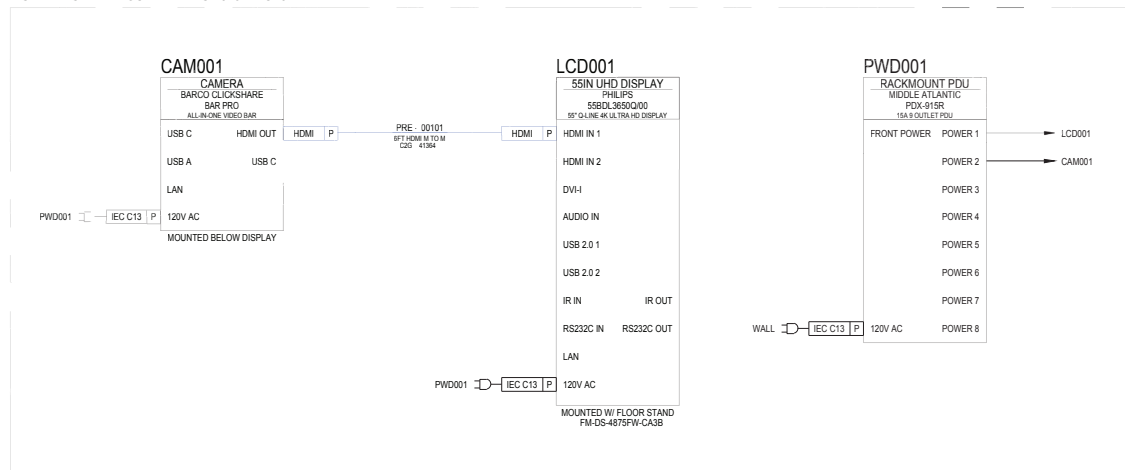 CAM001
CAMERA
BARCO CLICKSHARE
BAR PRO
ALL-IN-ONE VIDEO BAR
USB C HDMI OUT HDMI P
USB A USB C
LAN
PWD001 IEC C13 P 120V AC
MOUNTED BELOW DISPLAY
PRE - 00101
6FT HDMI M TO M
C2G 41364
LCD001
55IN UHD DISPLAY
PHILIPS
55BDL3650Q/00
55" Q-LINE 4K ULTRA HD DISPLAY
HDMI P HDMI IN 1
HDMI IN 2
DVI-I
AUDIO IN
USB 2.0 1
USB 2.0 2
IR IN IR OUT
RS232C IN RS232C OUT
LAN
PWD001 IEC C13 P 120V AC
MOUNTED W/ FLOOR STAND
FM-DS-4875FW-CA3B
PWD001
RACKMOUNT PDU
MIDDLE ATLANTIC
PDX-915R
15A 9 OUTLET PDU
FRONT POWER POWER 1 LCD001
POWER 2 CAM001
POWER 3
POWER 4
POWER 5
POWER 6
POWER 7
WALL IEC C13 P 120V AC POWER 8